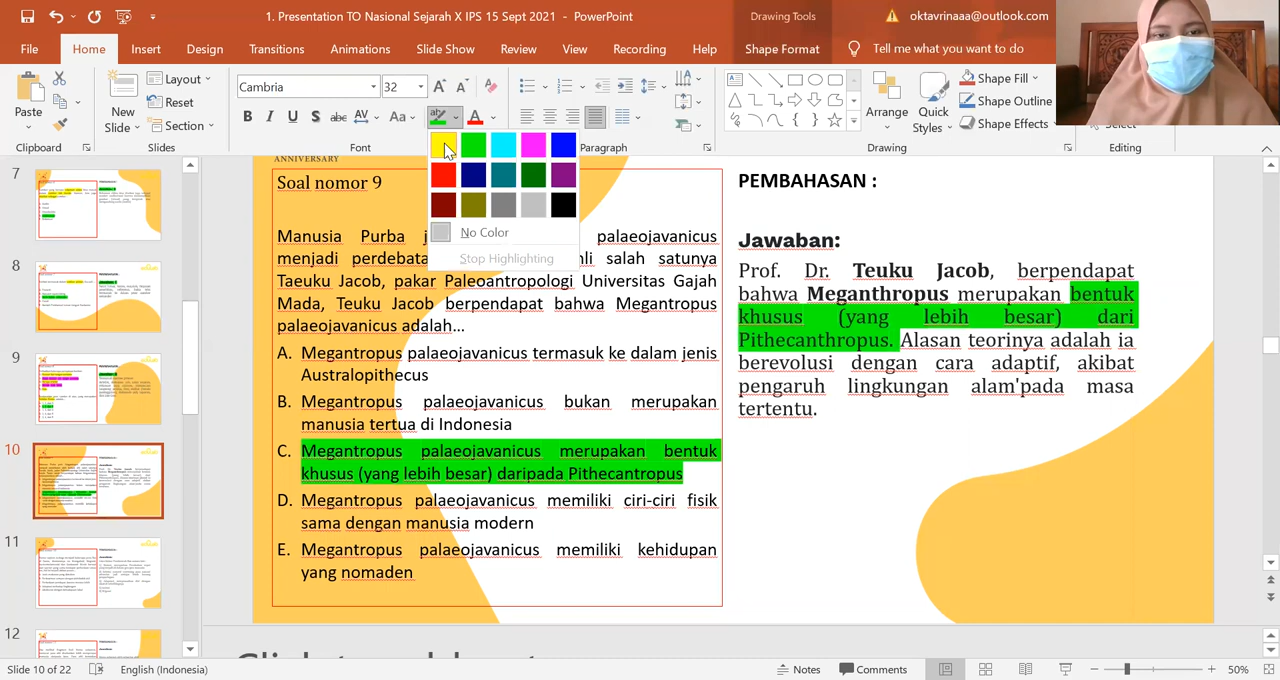 1. Presentation TO Nasional Sejarah X IPS 15 Sept 2021 - PowerPoint
Drawing Tools
oktavrinaaa@outlook.com
File Home Insert Design Transitions Animations Slide Show Review View Recording Help Shape Format Tell me what you want to do
Paste
Clipboard
New
Slide
Layout
Reset
Section
Slides
Cambria 32
Font
Paragraph
Arrange
Quick
Styles
Shape Fill
Shape Outline
Shape Effects
Drawing
Select
Editing
No Color
Stop Highlighting
7
8
9
10
11
12
ANNIVERSARY
Soal nomor 9
Manusia Purba palaeojavanicus
menjadi salah satunya
Taeuku Jacob, pakar Paleoantropologi Universitas Gajah
Mada, Teuku Jacob berpendapat bahwa Megantropus
palaeojavanicus adalah...
A. Megantropus palaeojavanicus termasuk ke dalam jenis
Australopithecus
B. Megantropus palaeojavanicus bukan merupakan
manusia tertua di Indonesia
C. Megantropus palaeojavanicus merupakan bentuk
khusus (yang lebih besar) daripada Pithecantropus
D. Megantropus palaeojavanicus memiliki ciri-ciri fisik
sama dengan manusia modern
E. Megantropus palaeojavanicus memiliki kehidupan
yang nomaden
PEMBAHASAN :
Jawaban:
Prof. Dr. Teuku Jacob, berpendapat
bahwa Meganthropus merupakan bentuk
khusus (yang lebih besar) dari
Pithecanthropus. Alasan teorinya adalah ia
berevolusi dengan cara adaptif, akibat
pengaruh lingkungan alam'pada masa
tertentu.
Slide 10 of 22 English (Indonesia) Notes Comments 50%